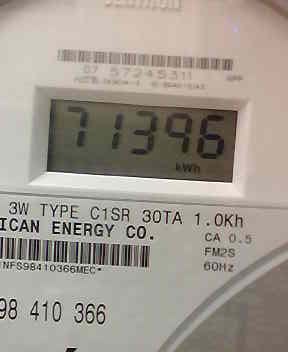 07 57245311
71396
kWh
3W TYPE C1SR 30TA 1.0Kh
ICAN ENERGY CO.
CA 0.5
FM2S
60Hz
NFS98410366MEC*
98 410 366